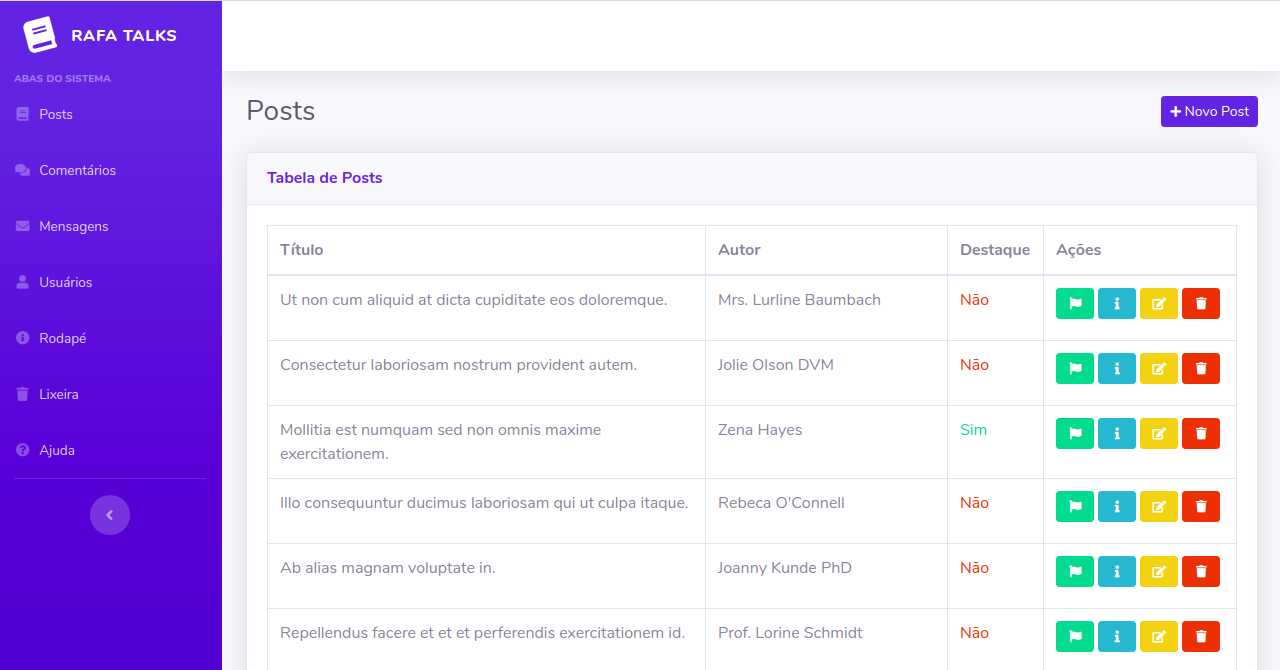 RAFA TALKS
ABAS DO SISTEMA
Posts
Comentários
Mensagens
Usuários
Rodapé
Lixeira
Ajuda
Posts
Novo Post
Tabela de Posts
Título Autor Destaque Ações
Ut non cum aliquid at dicta cupiditate eos doloremque. Mrs. Lurline Baumbach Não
Consectetur laboriosam nostrum provident autem. Jolie Olson DVM Não
Mollitia est numquam sed non omnis maxime Zena Hayes Sim
exercitationem.
Illo consequuntur ducimus laboriosam qui ut culpa itaque. Rebeca O'Connell Não
Ab alias magnam voluptate in. Joanny Kunde PhD Não
Repellendus facere et et et perferendis exercitationem id. Prof. Lorine Schmidt Não